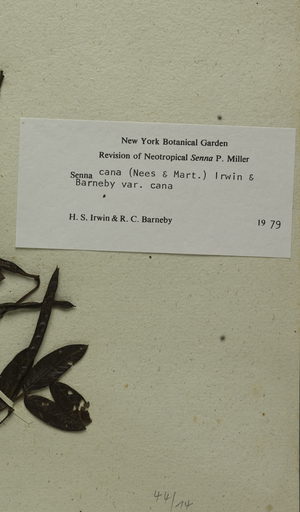 New York Botanical Garden
Revision of Neotropical Senna P. Miller
Senna cana (Nees & Mart.) Irwin &
Barneby var. cana
H. S. Irwin & R. C. Barneby 1979
44/14